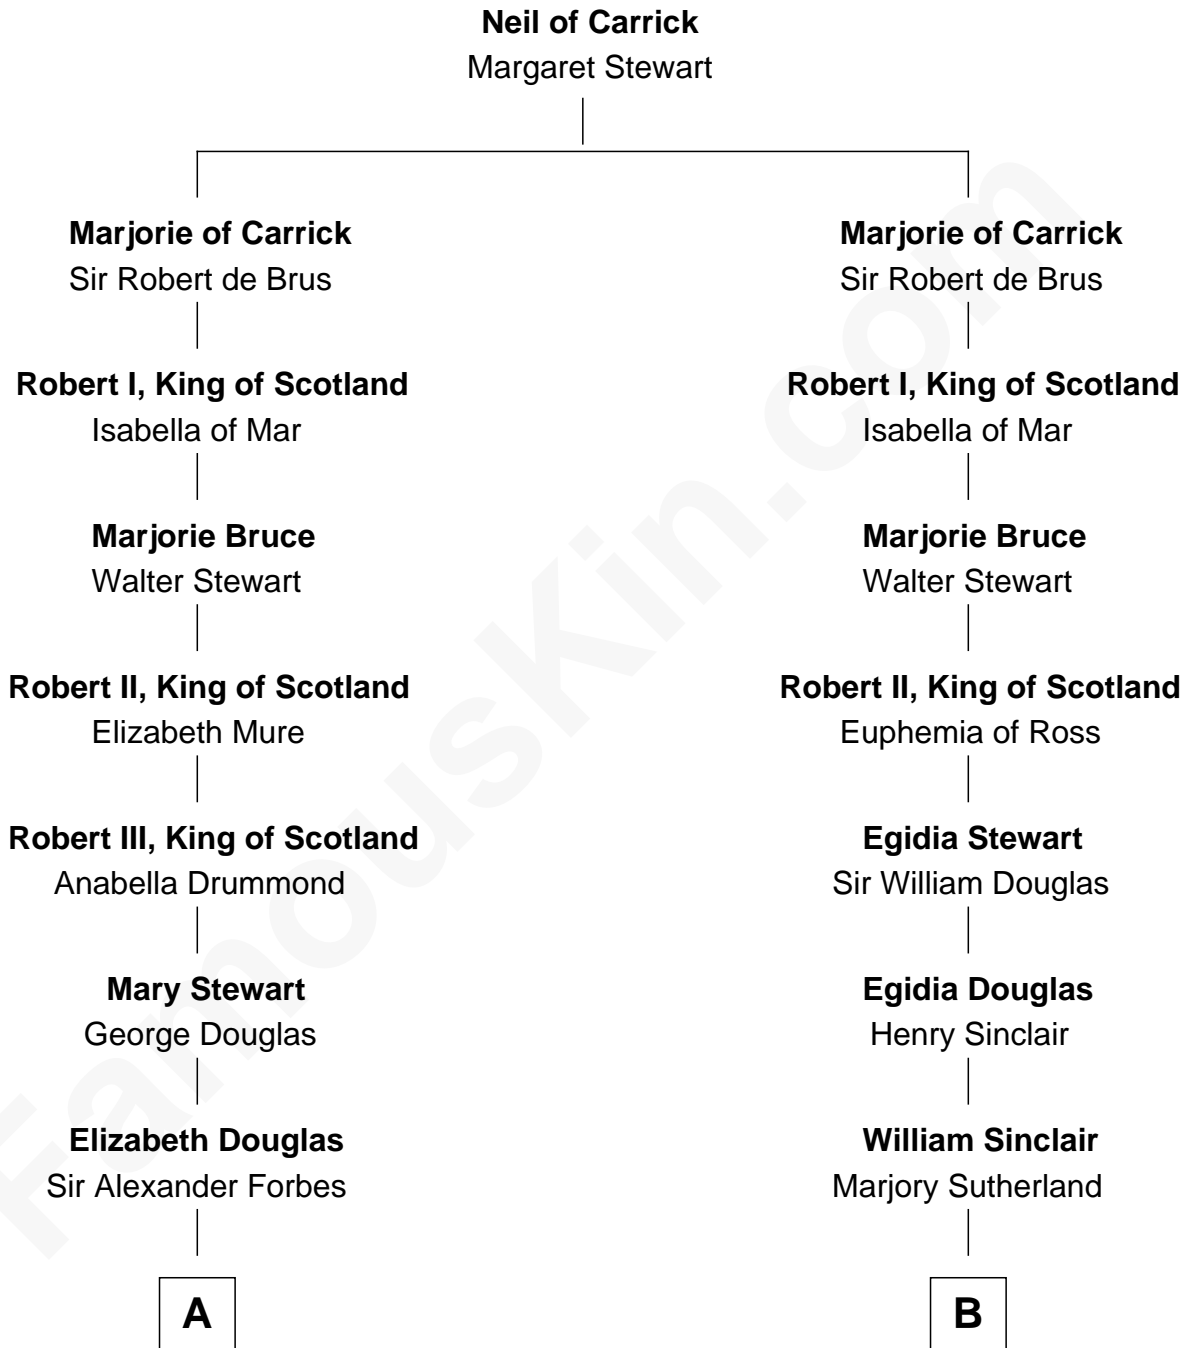 Neil of Carrick
Margaret Stewart
Marjorie of Carrick
Sir Robert de Brus
Robert I, King of Scotland
Isabella of Mar
Marjorie Bruce
Walter Stewart
Robert II, King of Scotland
Elizabeth Mure
Robert III, King of Scotland
Anabella Drummond
Mary Stewart
George Douglas
Elizabeth Douglas
Sir Alexander Forbes
A
Marjorie of Carrick
Sir Robert de Brus
Robert I, King of Scotland
Isabella of Mar
Marjorie Bruce
Walter Stewart
Robert II, King of Scotland
Euphemia of Ross
Egidia Stewart
Sir William Douglas
Egidia Douglas
Henry Sinclair
William Sinclair
Marjory Sutherland
B
FamousKin.com